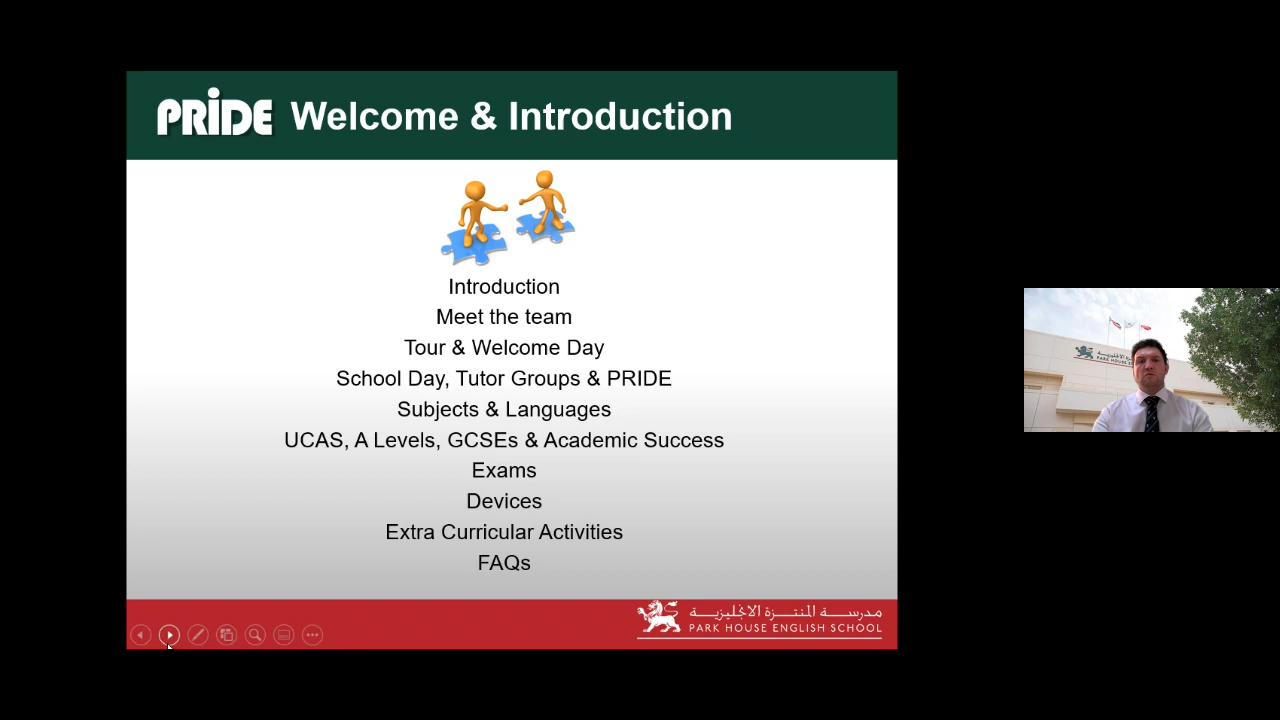 PRIDE Welcome & Introduction
Introduction
Meet the team
Tour & Welcome Day
School Day, Tutor Groups & PRIDE
Subjects & Languages
UCAS, A Levels, GCSEs & Academic Success
Exams
Devices
Extra Curricular Activities
FAQs
مدرسة المنتزة الانجليزية
PARK HOUSE ENGLISH SCHOOL